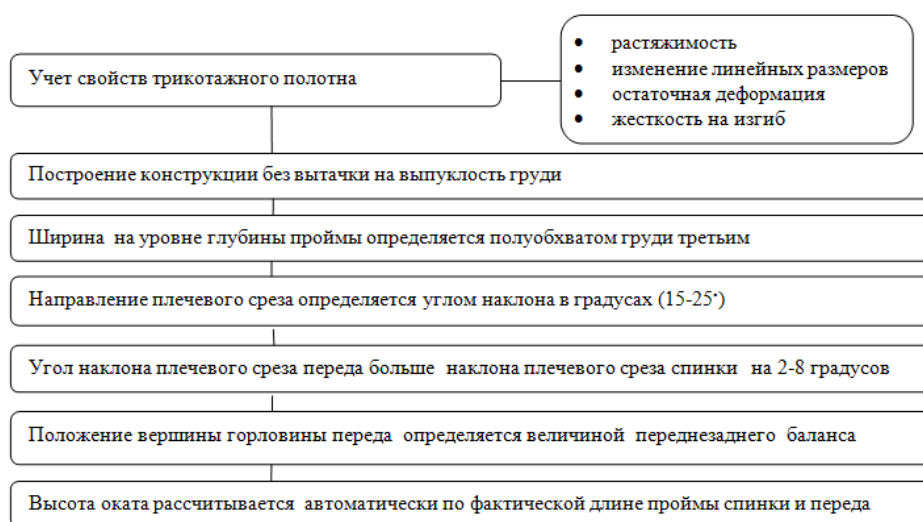 Учет свойств трикотажного полотна
• растяжимость
• изменение линейных размеров
• остаточная деформация
• жесткость на изгиб
Построение конструкции без вытачки на выпуклость груди
Ширина на уровне глубины проймы определяется полуобхватом груди третьим
Направление плечевого среза определяется углом наклона в градусах (15-25˚)
Угол наклона плечевого среза переда больше наклона плечевого среза спинки на 2-8 градусов
Положение вершины горловины переда определяется величиной переднезаднего баланса
Высота оката рассчитывается автоматически по фактической длине проймы спинки и переда